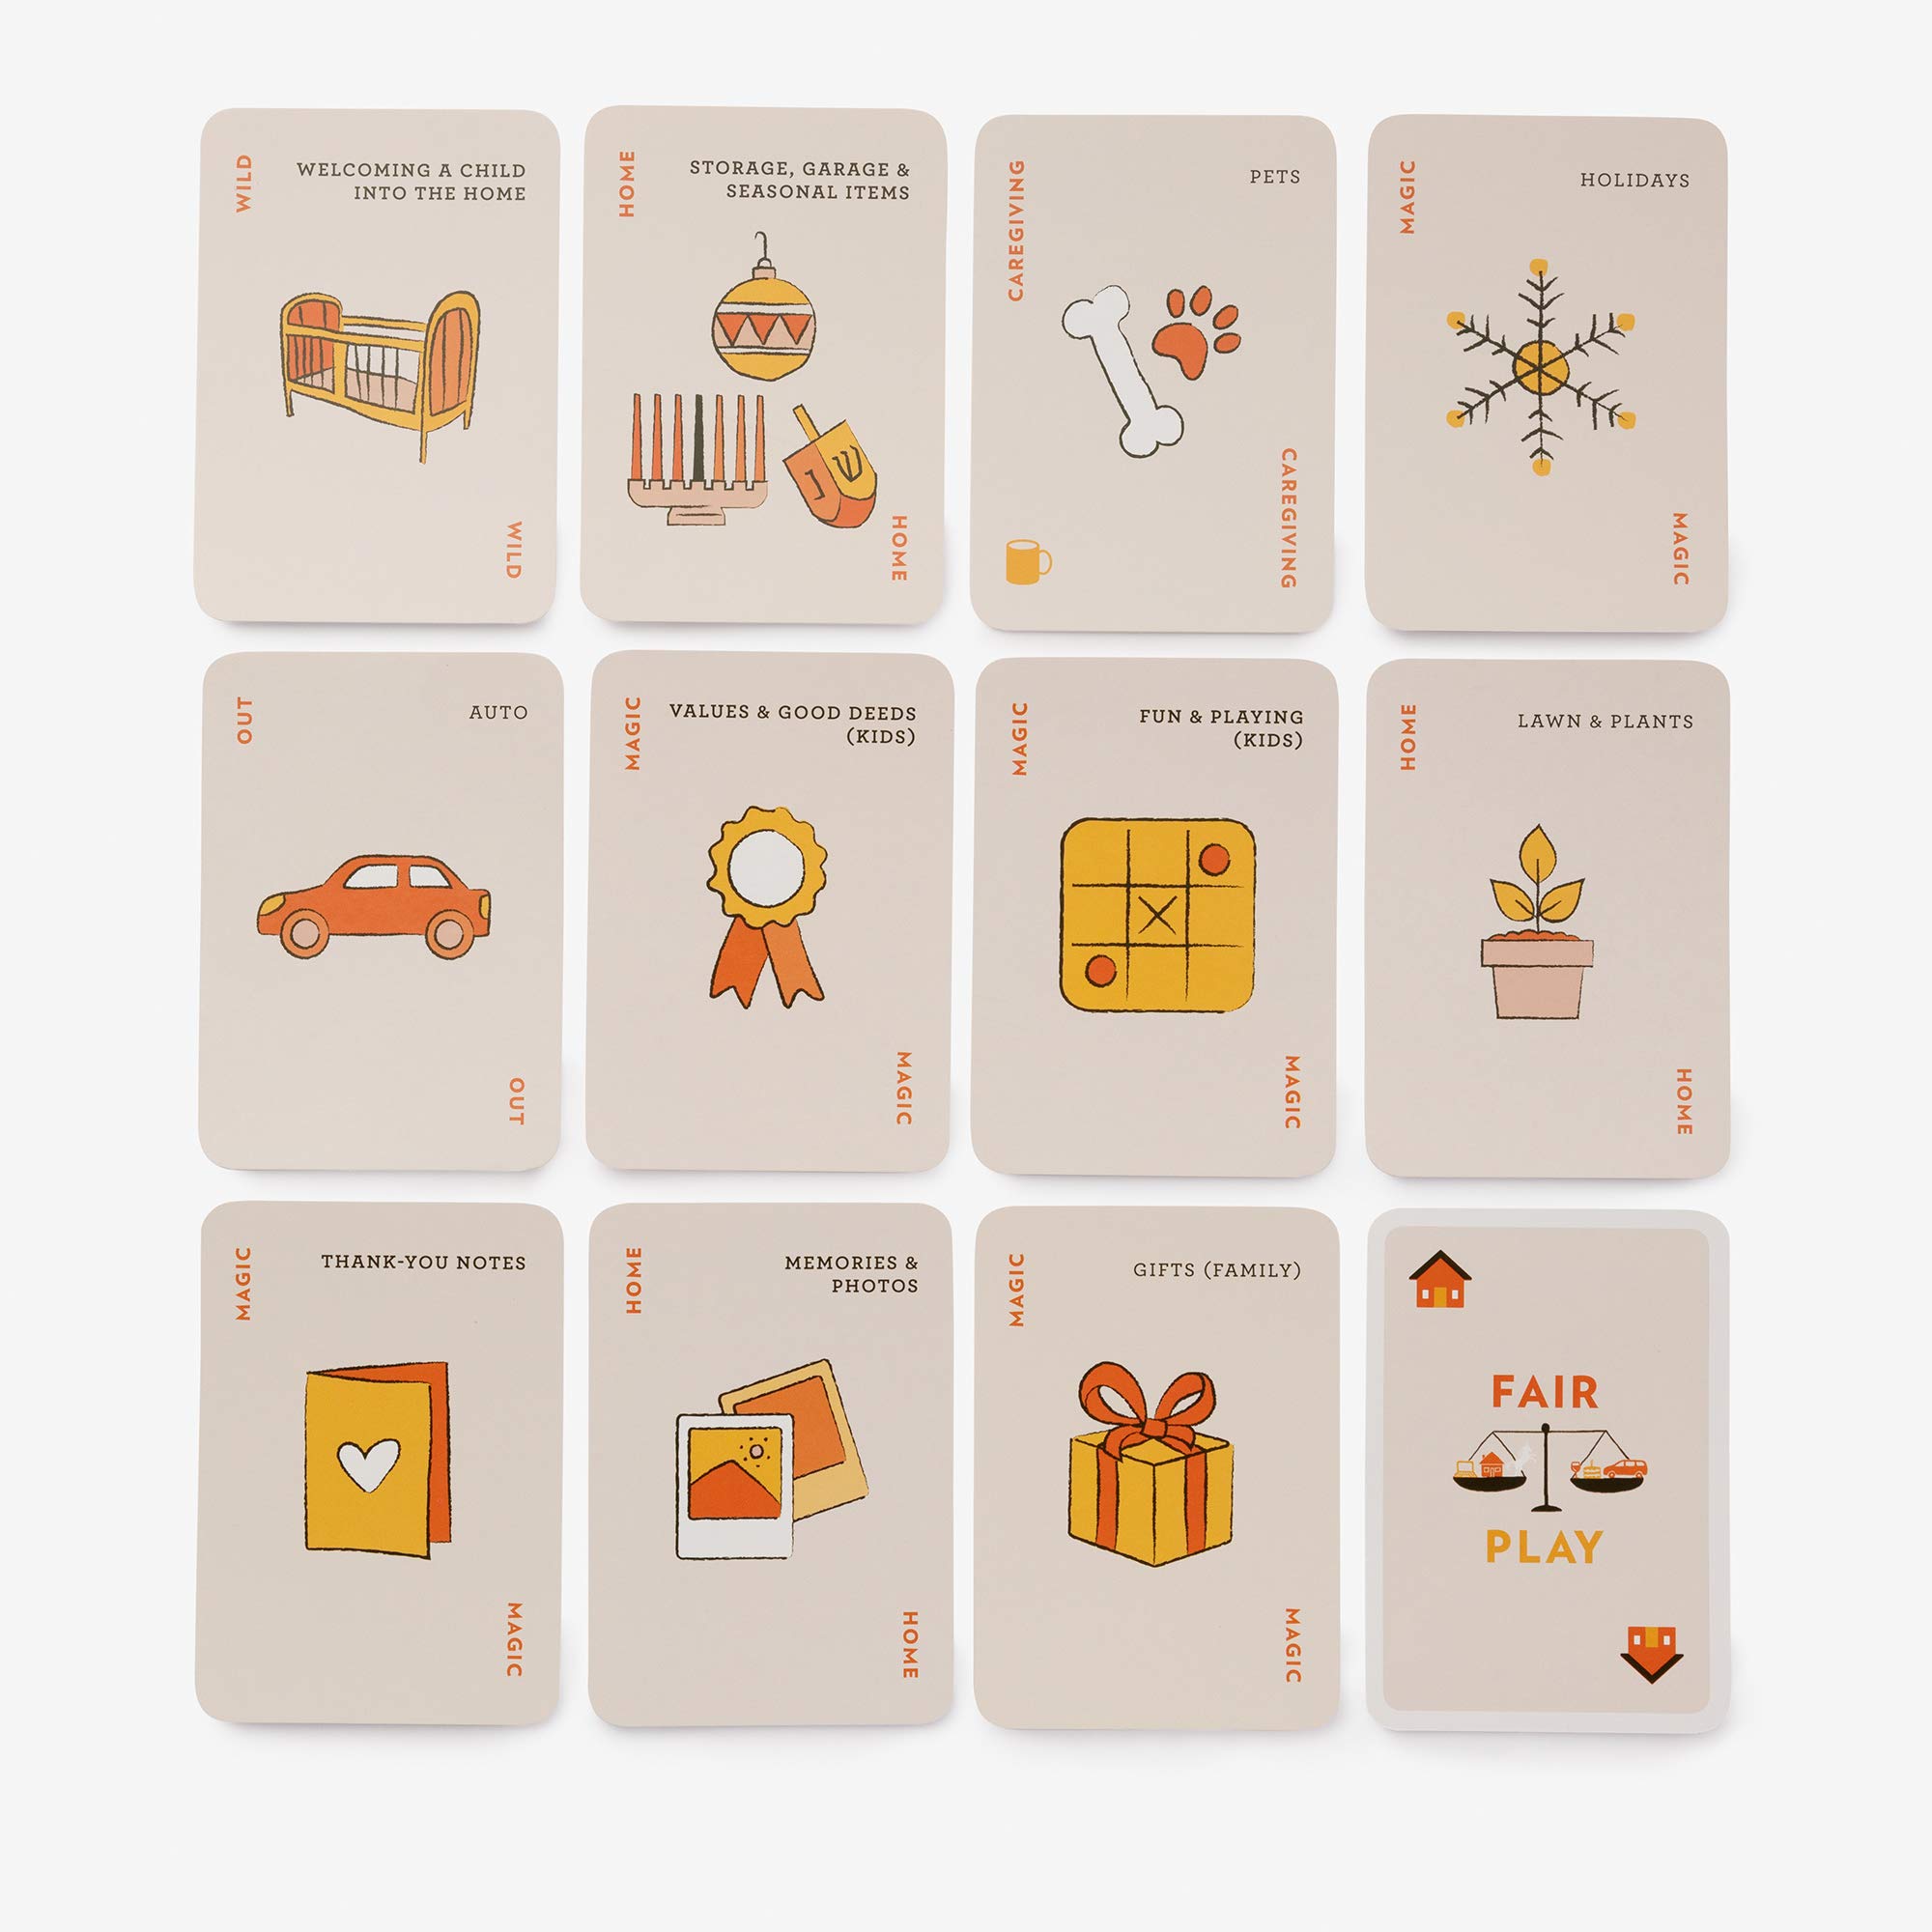 WILD
WELCOMING A CHILD
INTO THE HOME
WILD
HOME
STORAGE, GARAGE &
SEASONAL ITEMS
נ ש
HOME
CAREGIVING
PETS
CAREGIVING
MAGIC
HOLIDAYS
MAGIC
OUT
AUTO
OUT
MAGIC
VALUES & GOOD DEEDS
(KIDS)
MAGIC
MAGIC
FUN & PLAYING
(KIDS)
X
MAGIC
HOME
LAWN & PLANTS
HOME
MAGIC
THANK-YOU NOTES
MAGIC
HOME
MEMORIES &
PHOTOS
HOME
MAGIC
GIFTS (FAMILY)
MAGIC
FAIR
PLAY